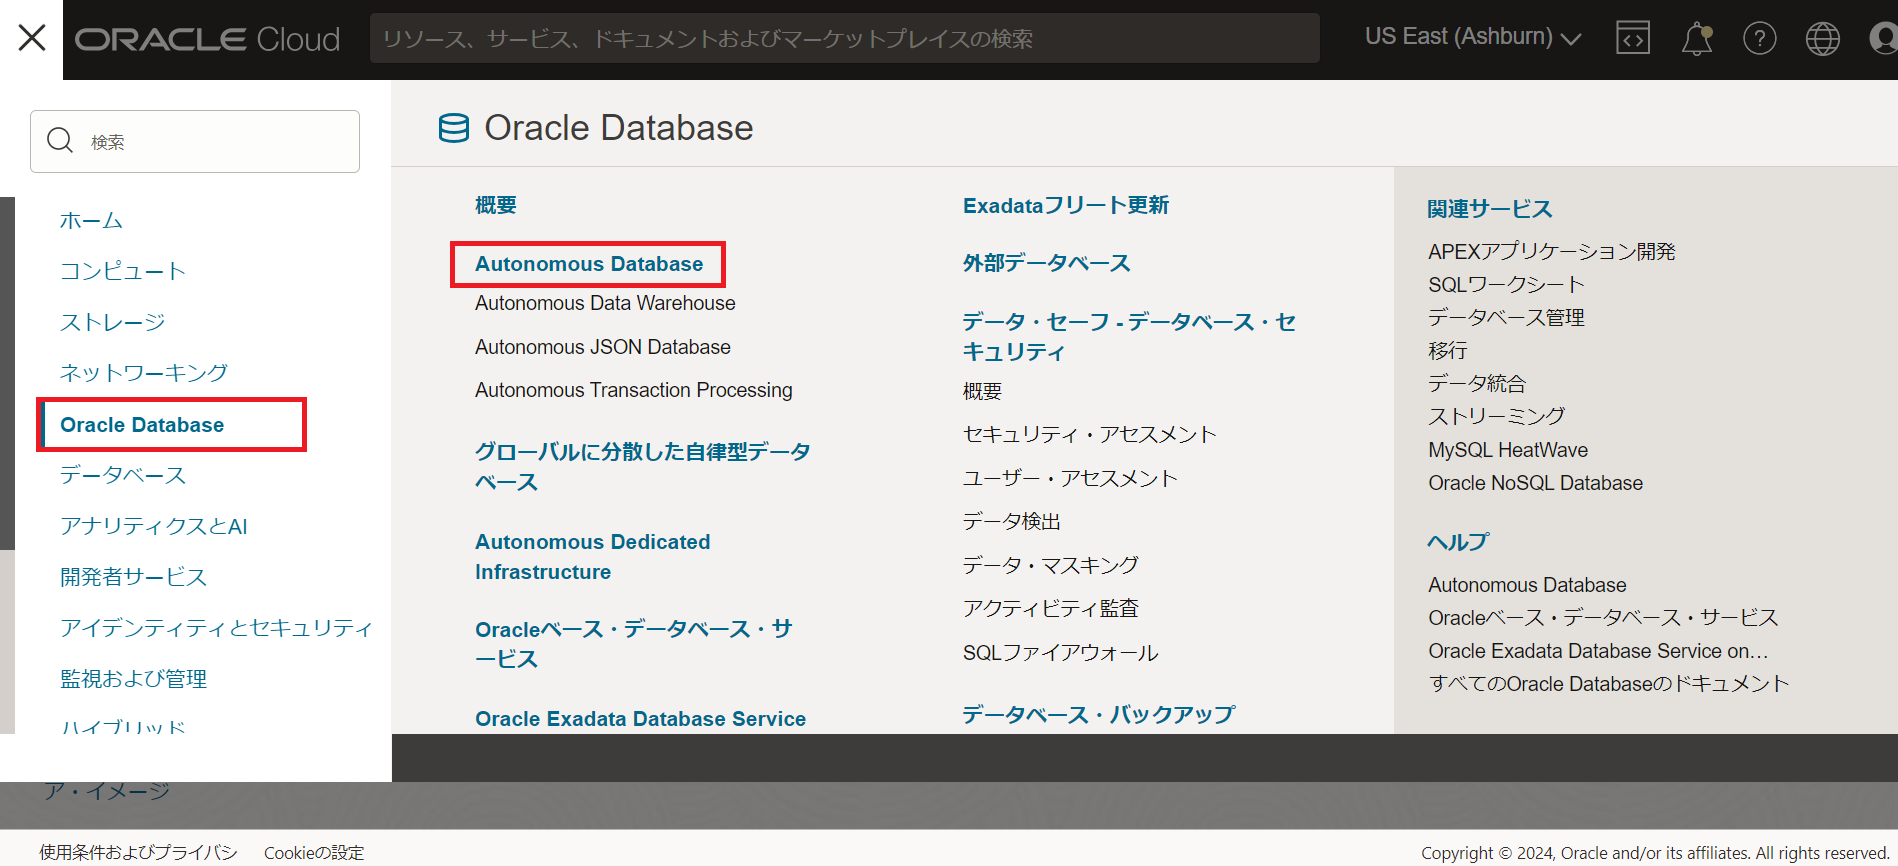 ORACLE Cloud
リソース、サービス、ドキュメントおよびマーケットプレイスの検索
US East (Ashburn)
検索
ホーム
コンピュート
ストレージ
ネットワーキング
Oracle Database
データベース
アナリティクスとAI
開発者サービス
アイデンティティとセキュリティ
監視および管理
ハイブリッド
Oracle Database
概要
Autonomous Database
Autonomous Data Warehouse
Autonomous JSON Database
Autonomous Transaction Processing
グローバルに分散した自律型データ
ベース
Autonomous Dedicated
Infrastructure
Oracleベース・データベース・サ
ービス
Oracle Exadata Database Service
Exadataフリート更新
外部データベース
データ・セーフ - データベース・セ
キュリティ
概要
セキュリティ・アセスメント
ユーザー・アセスメント
データ検出
データ・マスキング
アクティビティ監査
SQLファイアウォール
データベース・バックアップ
関連サービス
APEXアプリケーション開発
SQLワークシート
データベース管理
移行
データ統合
ストリーミング
MySQL HeatWave
Oracle NoSQL Database
ヘルプ
Autonomous Database
Oracleベース・データベース・サービス
Oracle Exadata Database Service on...
すべてのOracle Databaseのドキュメント
ア・イメージ
使用条件およびプライバシ
Cookieの設定
Copyright © 2024, Oracle and/or its affiliates. All rights reserved.